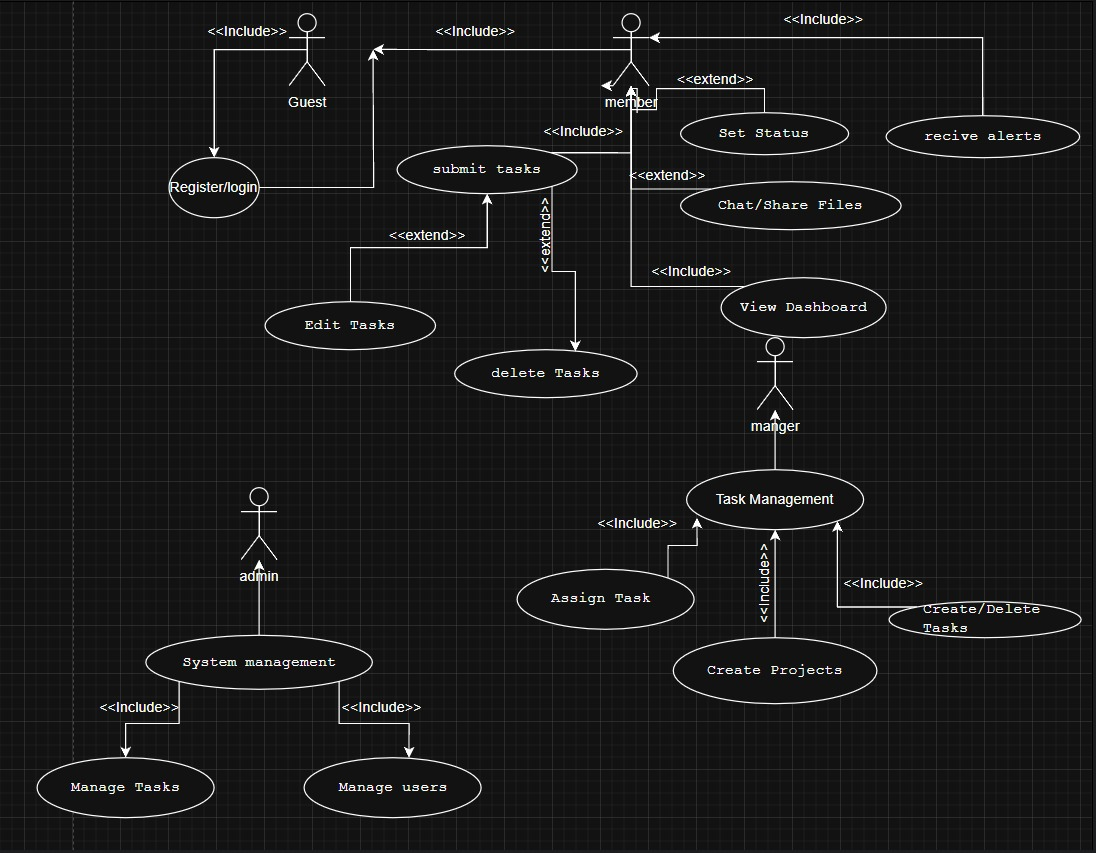 <<Include>>
<<Include>>
<<Include>>
Guest
member
<<extend>>
Set Status
recive alerts
<<Include>>
submit tasks
Register/login
<<extend>>
Chat/Share Files
<<extend>>
<<extend>>
<<Include>>
View Dashboard
Edit Tasks
delete Tasks
manger
Task Management
<<Include>>
<<Include>>
<<Include>>
admin
Assign Task
Create/Delete
Tasks
System management
Create Projects
<<Include>>
<<Include>>
Manage Tasks
Manage users